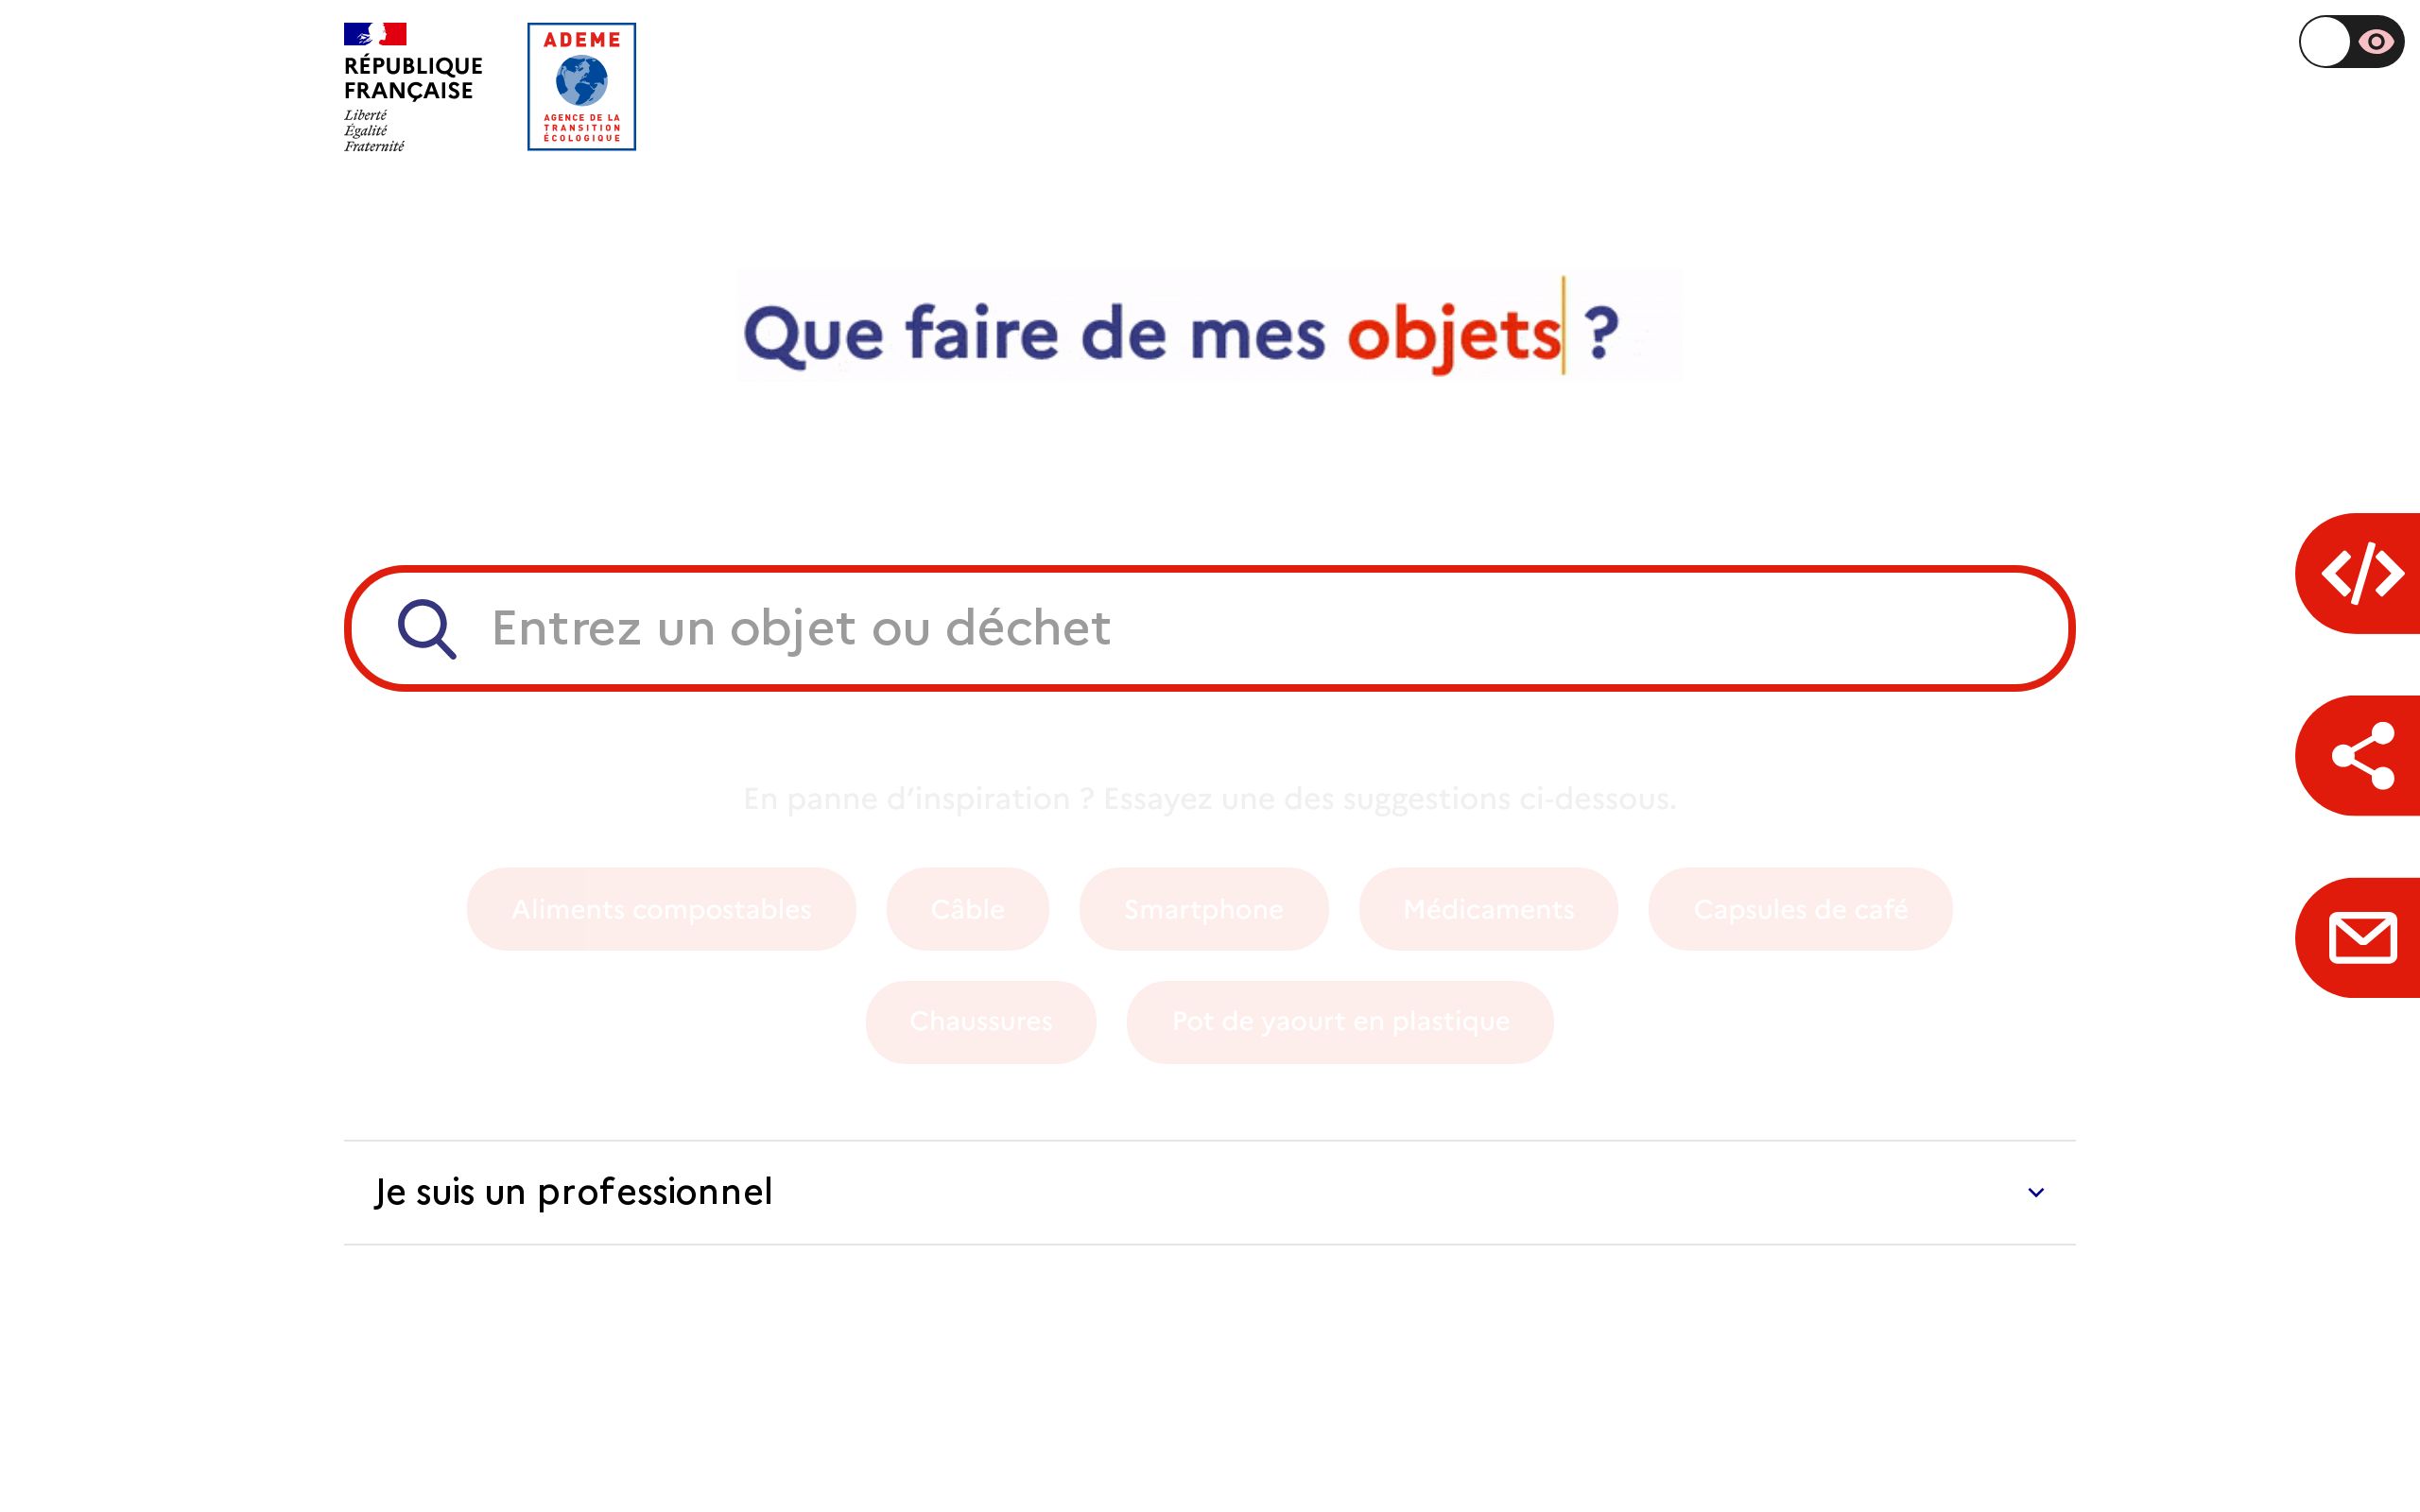 RÉPUBLIQUE
FRANÇAISE
Liberté
Égalité
Fraternité
ADEME
AGENCE DE LA
TRANSITION
ÉCOLOGIQUE
Que faire de mes objets ?
Entrez un objet ou déchet
En panne d’inspiration ? Essayez une des suggestions ci-dessous.
Aliments compostables
Câble
Smartphone
Médicaments
Capsules de café
Chaussures
Pot de yaourt en plastique
Je suis un professionnel